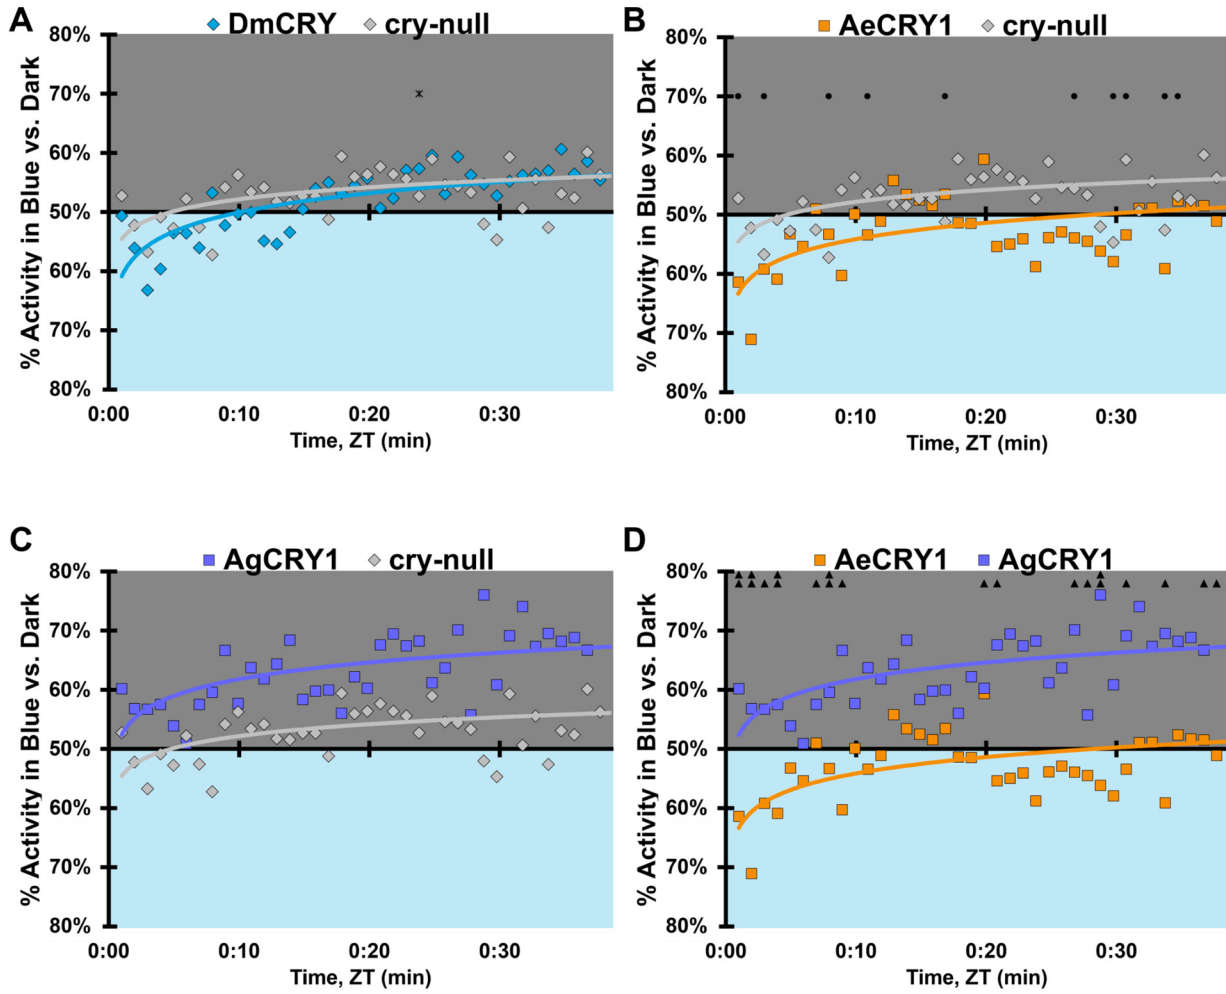 A
DmCRY cry-null
80%
70%
60%
50%
60%
70%
80%
% Activity in Blue vs. Dark
0:00 0:10 0:20 0:30
Time, ZT (min)
B
AeCRY1 cry-null
80%
70%
60%
50%
60%
70%
80%
% Activity in Blue vs. Dark
0:00 0:10 0:20 0:30
Time, ZT (min)
C
AgCRY1 cry-null
80%
70%
60%
50%
60%
70%
80%
% Activity in Blue vs. Dark
0:00 0:10 0:20 0:30
Time, ZT (min)
D
AeCRY1 AgCRY1
80%
70%
60%
50%
60%
70%
80%
% Activity in Blue vs. Dark
0:00 0:10 0:20 0:30
Time, ZT (min)